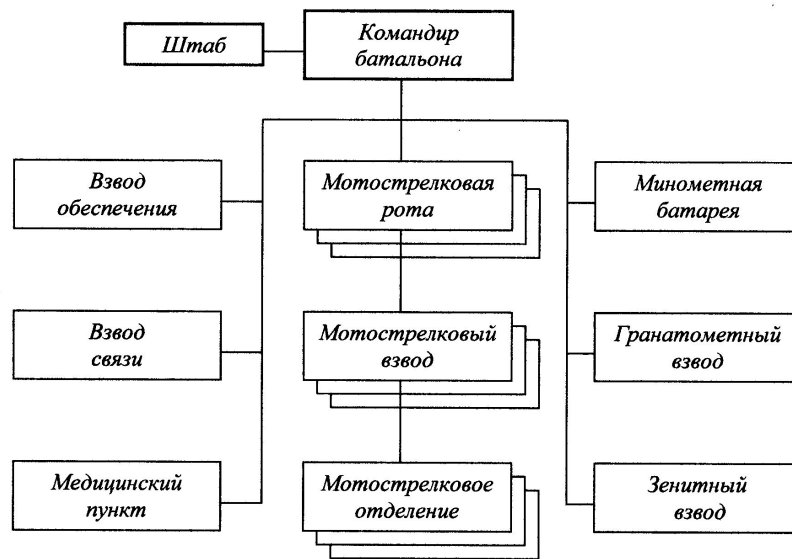 Штаб
Командир
батальона
Взвод
обеспечения
Мотострелковая
рота
Минометная
батарея
Взвод
связи
Мотострелковый
взвод
Гранатометный
взвод
Медицинский
пункт
Мотострелковое
отделение
Зенитный
взвод